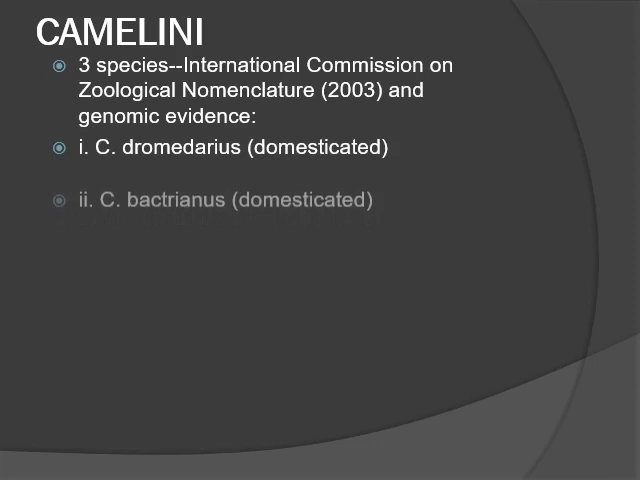 CAMELINI
3 species--International Commission on
Zoological Nomenclature (2003) and
genomic evidence:
i. C. dromedarius (domesticated)
ii. C. bactrianus (domesticated)